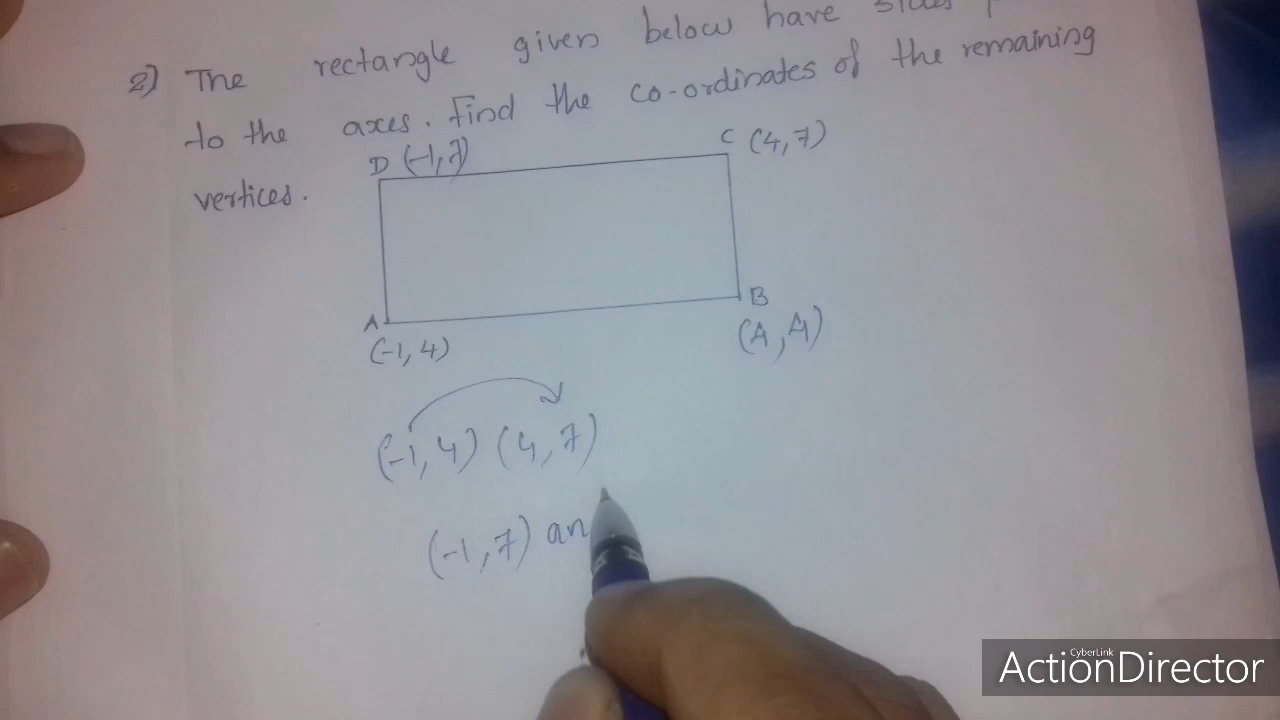 2) The rectangle given below have sides
to the axes. Find the co-ordinates of the remaining
vertices.
D (-1,7)
C (4,7)
A
B
(-1,4)
(4,4)
(-1,4) (4,7)
(-1,7) an
CyberLink
ActionDirector